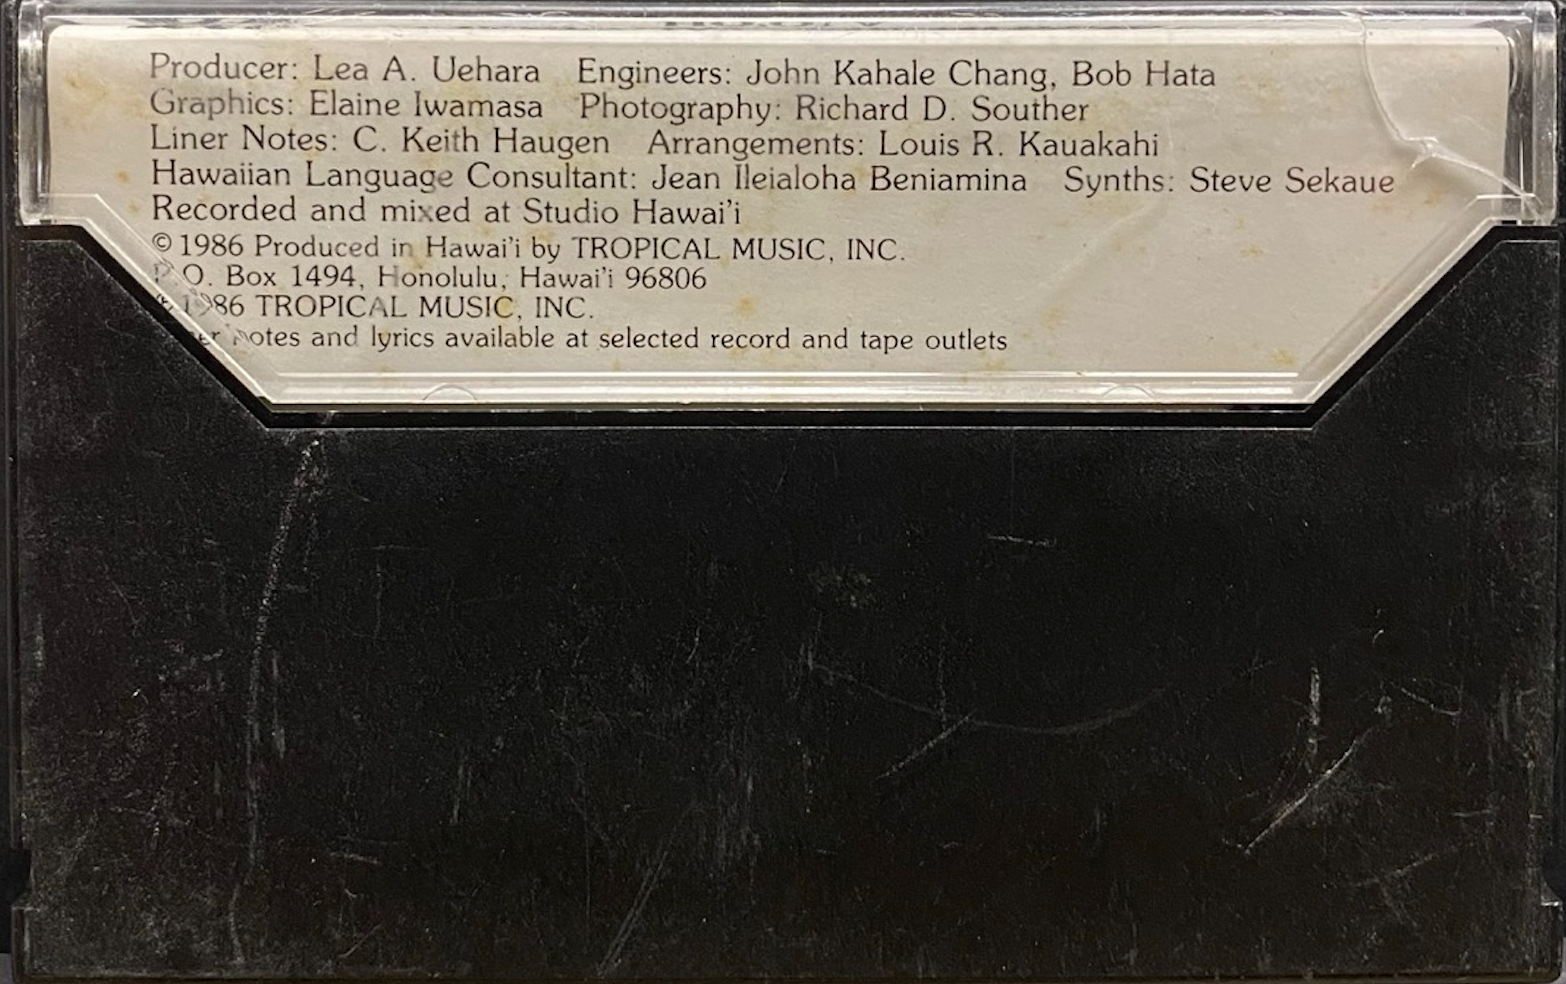 Producer: Lea A. Uehara Engineers: John Kahale Chang, Bob Hata
Graphics: Elaine Iwamasa Photography: Richard D. Souther
Liner Notes: C. Keith Haugen Arrangements: Louis R. Kauakahi
Hawaiian Language Consultant: Jean Ileialoha Beniamina Synths: Steve Sekaue
Recorded and mixed at Studio Hawai'i
© 1986 Produced in Hawai'i by TROPICAL MUSIC, INC.
P.O. Box 1494, Honolulu, Hawai'i 96806
℗ 1986 TROPICAL MUSIC, INC.
notes and lyrics available at selected record and tape outlets